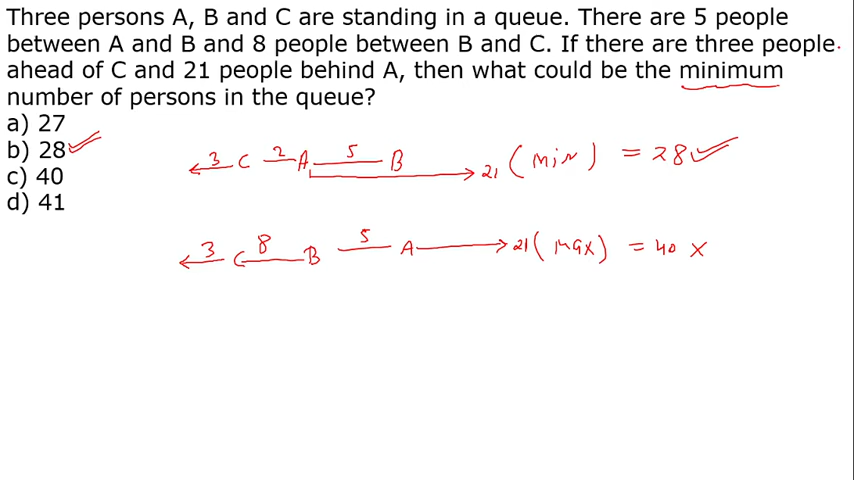 Three persons A, B and C are standing in a queue. There are 5 people
between A and B and 8 people between B and C. If there are three people
ahead of C and 21 people behind A, then what could be the minimum
number of persons in the queue?
a) 27
b) 28
c) 40
d) 41
3 C 2 A 5 B 21 (min) = 28
3 C 8 B 5 A 21 (max) = 40 x